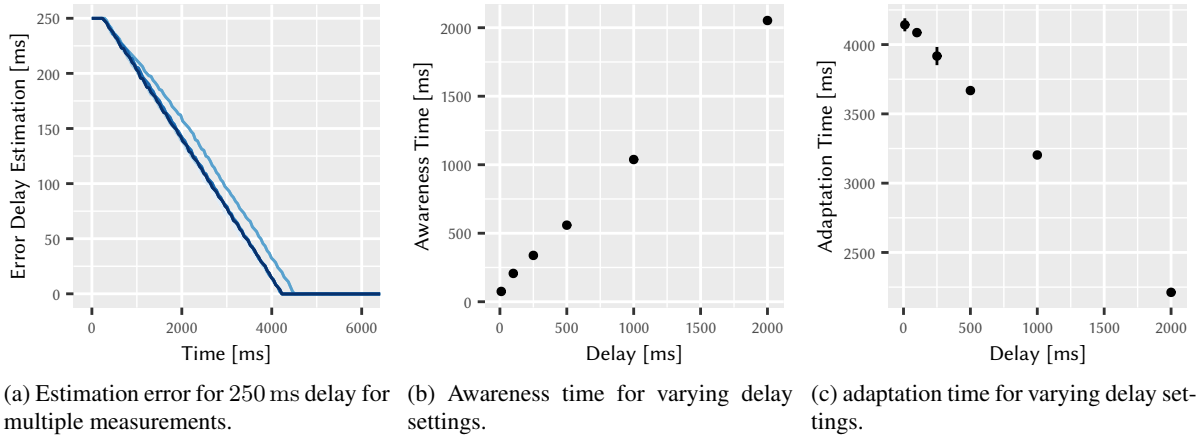 Error Delay Estimation [ms]
250
200
150
100
50
0
0 2000 4000 6000
Time [ms]
Awareness Time [ms]
2000
1500
1000
500
0
0 500 1000 1500 2000
Delay [ms]
Adaptation Time [ms]
4000
3500
3000
2500
0 500 1000 1500 2000
Delay [ms]
(a) Estimation error for 250 ms delay for
multiple measurements.
(b) Awareness time for varying delay
settings.
(c) adaptation time for varying delay set-
tings.